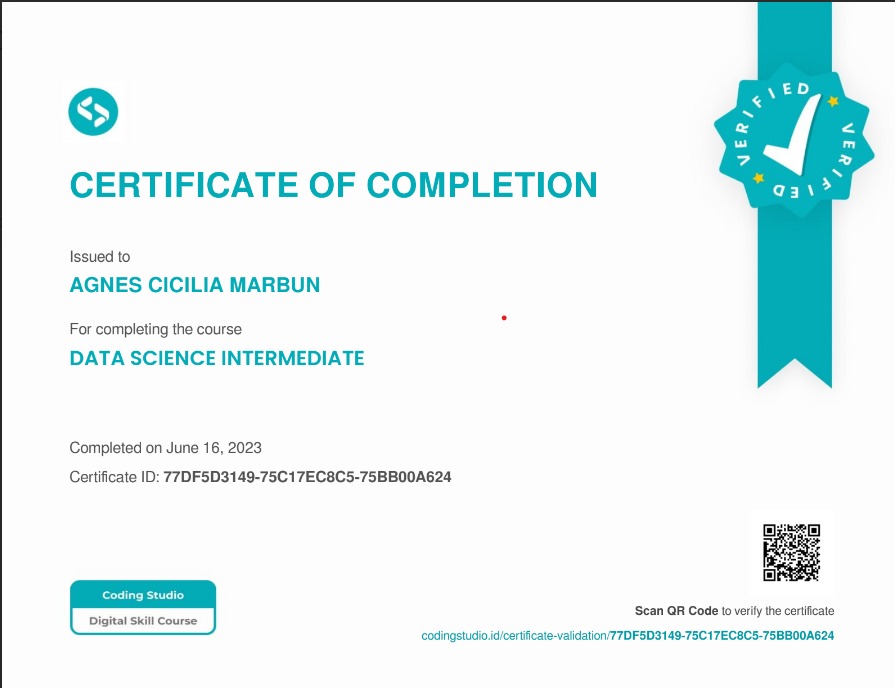 VERIFIED
VERIFIED
VERIFIED
CERTIFICATE OF COMPLETION
Issued to
AGNES CICILIA MARBUN
For completing the course
DATA SCIENCE INTERMEDIATE
Completed on June 16, 2023
Certificate ID: 77DF5D3149-75C17EC8C5-75BB00A624
Coding Studio
Digital Skill Course
Scan QR Code to verify the certificate
codingstudio.id/certificate-validation/77DF5D3149-75C17EC8C5-75BB00A624